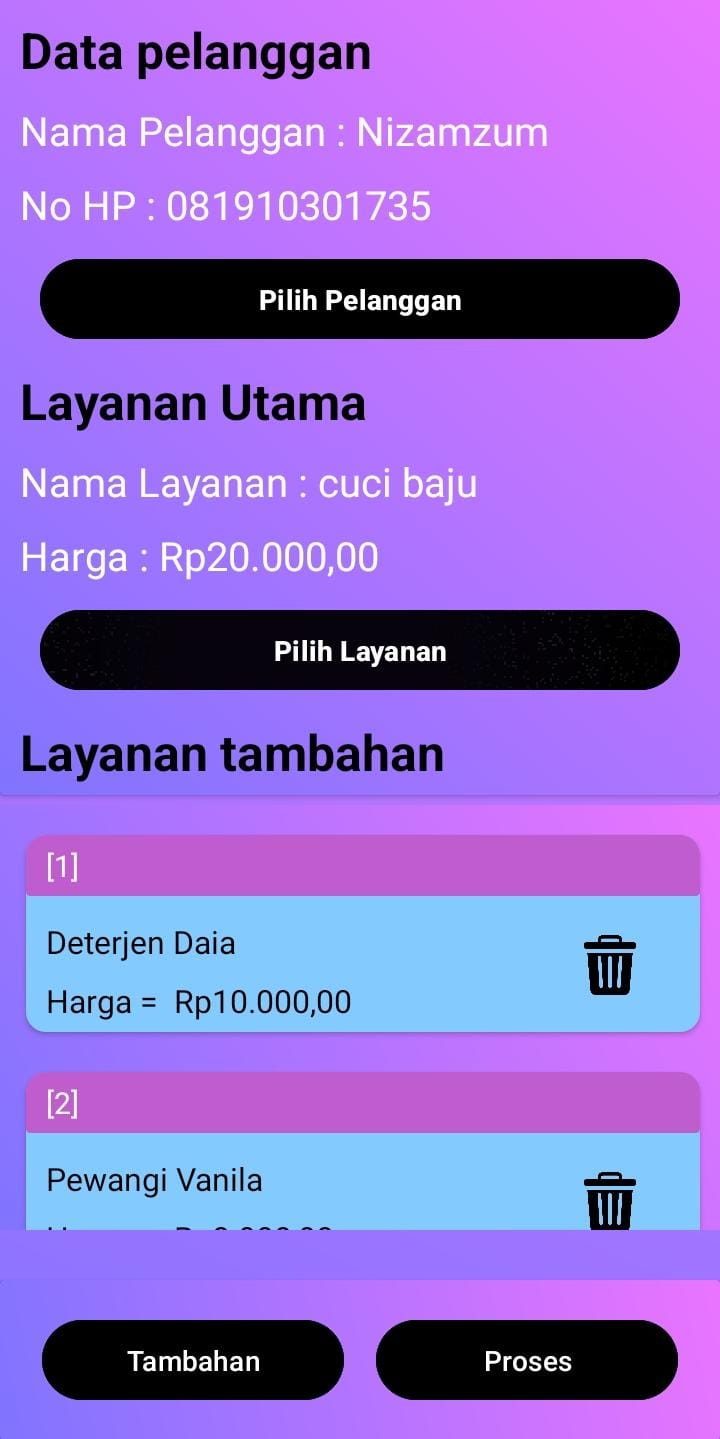 Data pelanggan
Nama Pelanggan : Nizamzum
No HP : 081910301735
Pilih Pelanggan
Layanan Utama
Nama Layanan : cuci baju
Harga : Rp20.000,00
Pilih Layanan
Layanan tambahan
[1]
Deterjen Daia
Harga =  Rp10.000,00
[2]
Pewangi Vanila
Tambahan
Proses